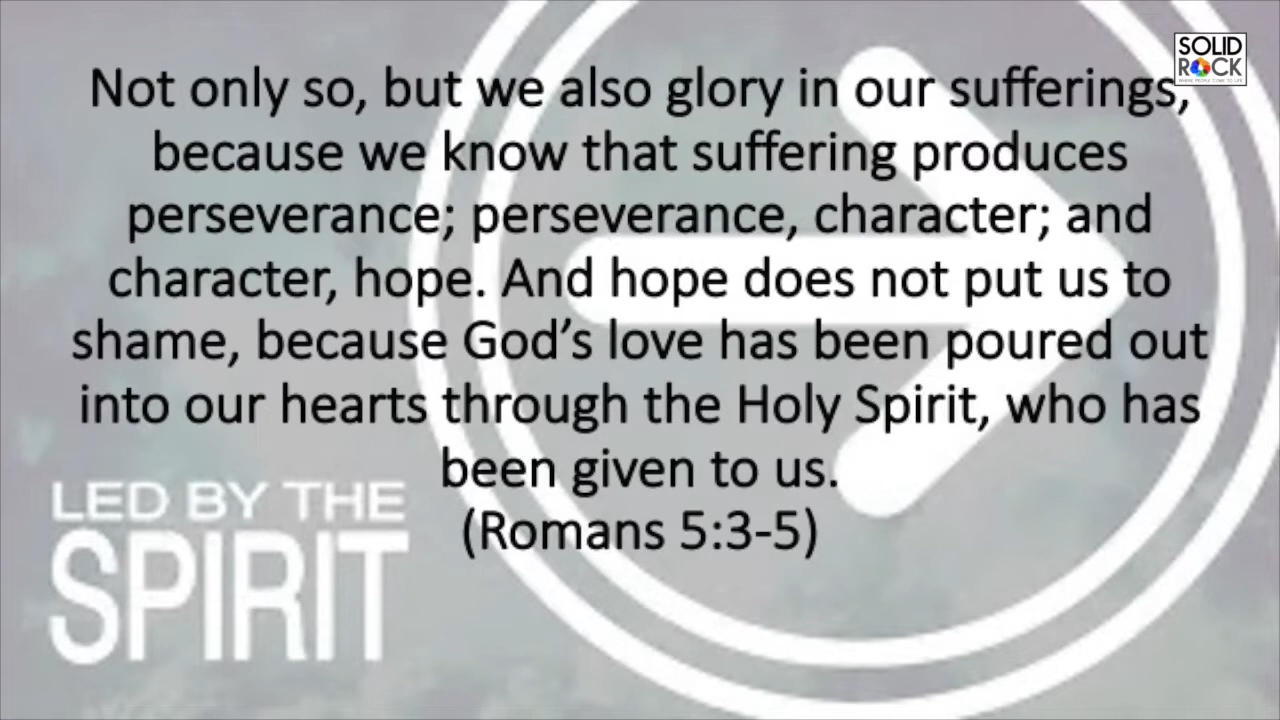 SOLID
ROCK
WHERE PEOPLE COME TO LIFE
Not only so, but we also glory in our sufferings,
because we know that suffering produces
perseverance; perseverance, character; and
character, hope. And hope does not put us to
shame, because God’s love has been poured out
into our hearts through the Holy Spirit, who has
been given to us.
(Romans 5:3-5)
LED BY THE
SPIRIT